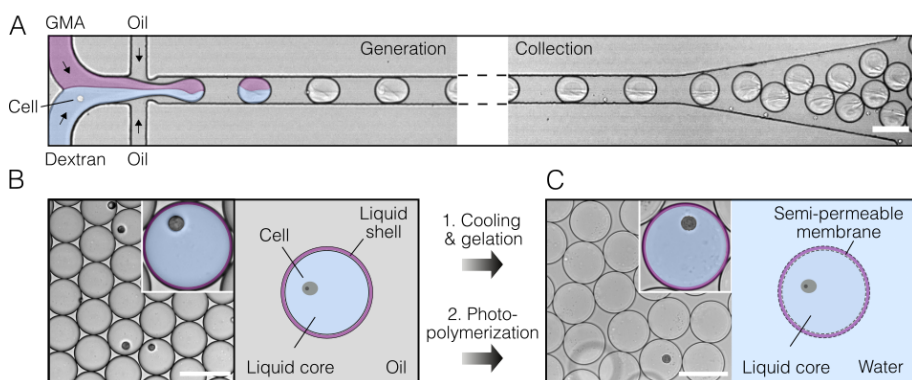 A
GMA
Oil
Generation
Collection
Cell
Dextran
Oil
B
Cell
Liquid
shell
Liquid core
Oil
1. Cooling
& gelation
2. Photo-
polymerization
C
Semi-permeable
membrane
Liquid core
Water